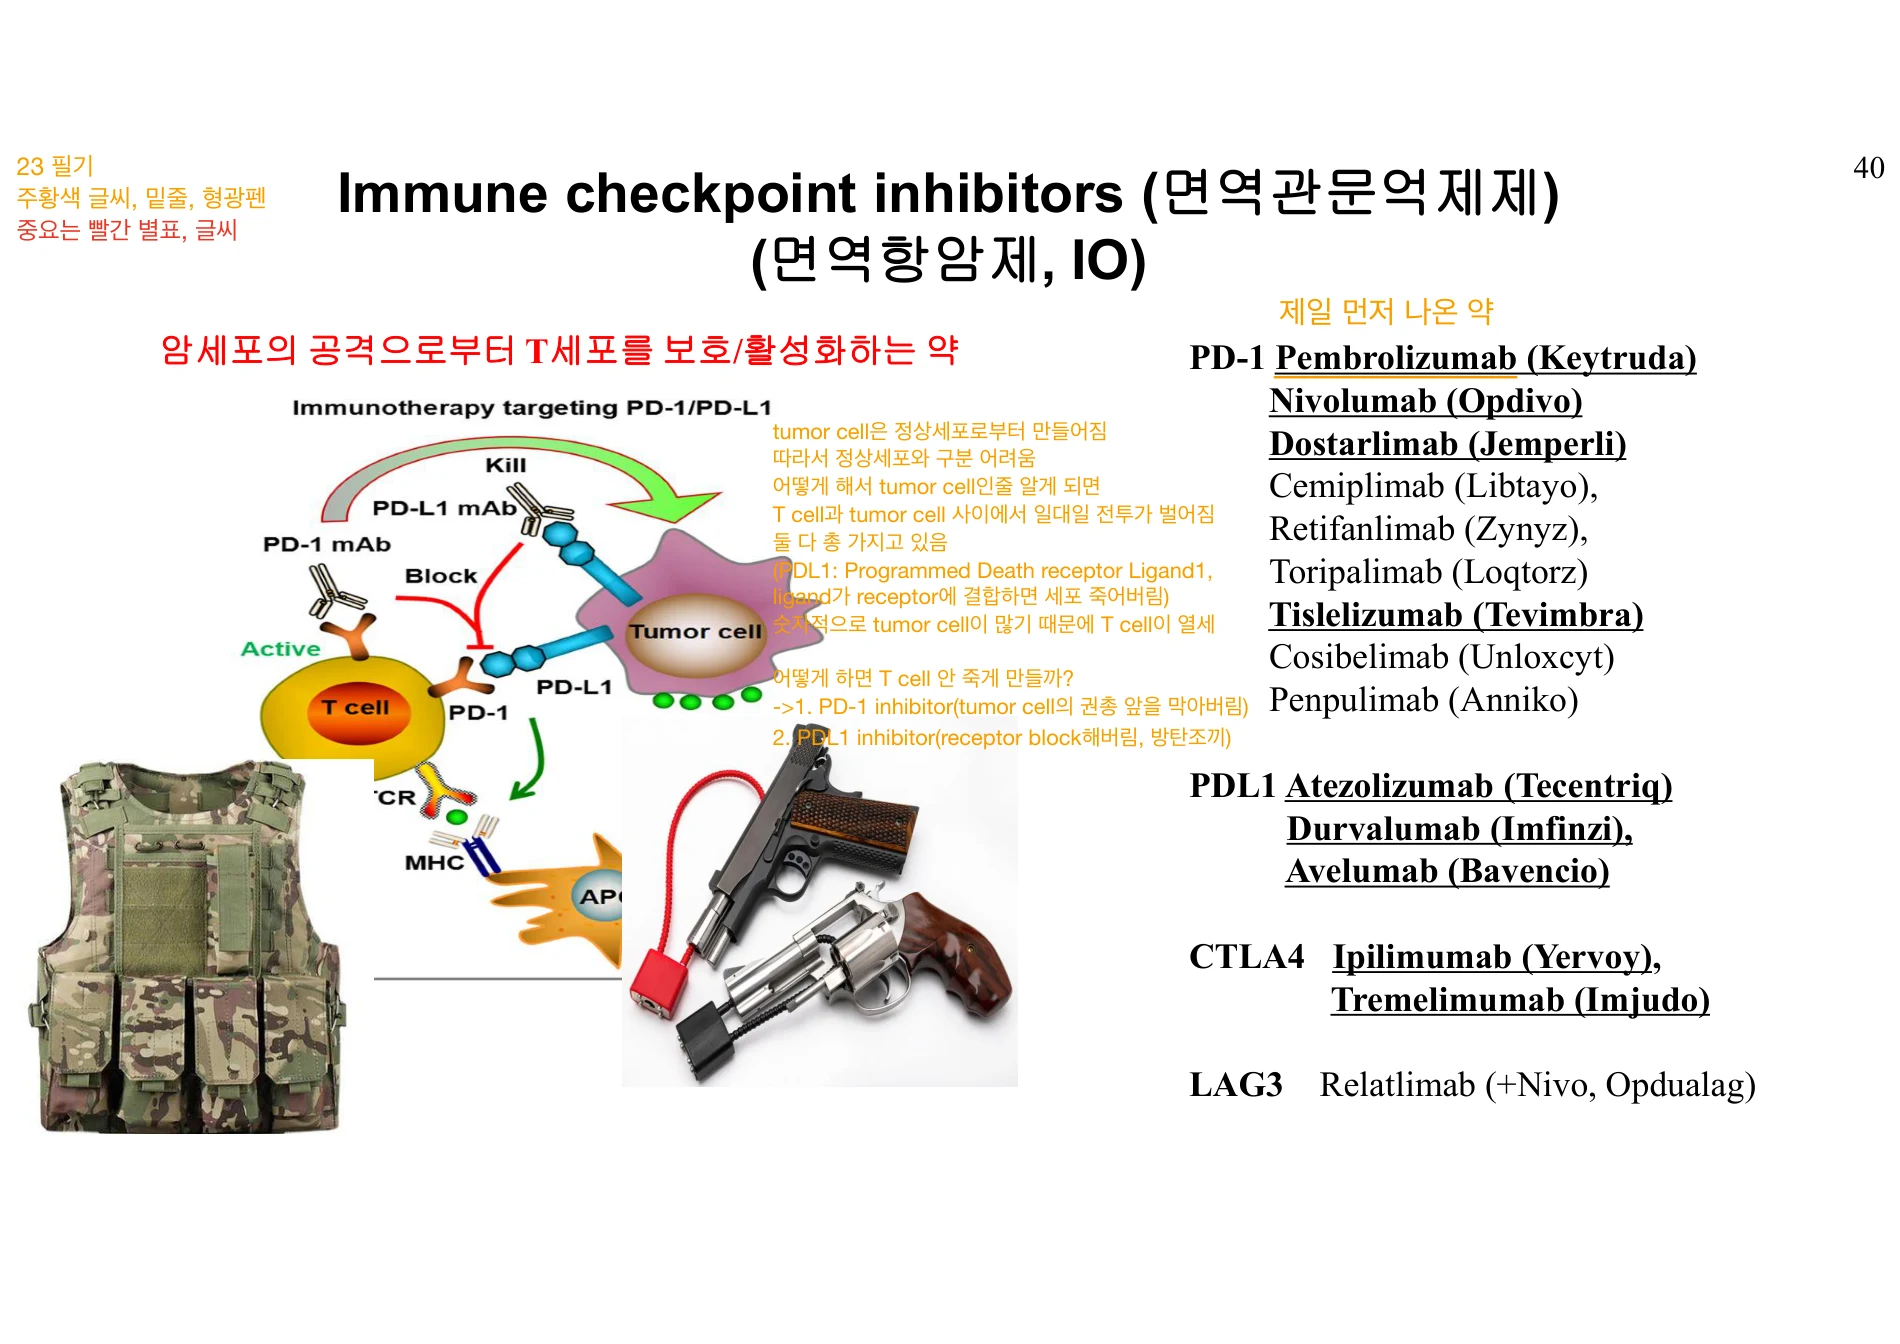 40
23 필기
주황색 글씨, 밑줄, 형광펜
중요는 빨간 별표, 글씨
Immune checkpoint inhibitors (면역관문억제제)
(면역항암제, IO)
암세포의 공격으로부터 T세포를 보호/활성화하는 약
Immunotherapy targeting PD-1/PD-L1
Kill
PD-L1 mAb
PD-1 mAb
Block
Active
Tumor cell
PD-L1
T cell
PD-1
TCR
MHC
APC
tumor cell은 정상세포로부터 만들어짐
따라서 정상세포와 구분 어려움
어떻게 해서 tumor cell인줄 알게 되면
T cell과 tumor cell 사이에서 일대일 전투가 벌어짐
둘 다 총 가지고 있음
(PDL1: Programmed Death receptor Ligand1,
ligand가 receptor에 결합하면 세포 죽어버림)
숫자적으로 tumor cell이 많기 때문에 T cell이 열세
어떻게 하면 T cell 안 죽게 만들까?
->1. PD-1 inhibitor(tumor cell의 권총 앞을 막아버림)
2. PDL1 inhibitor(receptor block해버림, 방탄조끼)
제일 먼저 나온 약
PD-1 Pembrolizumab (Keytruda)
Nivolumab (Opdivo)
Dostarlimab (Jemperli)
Cemiplimab (Libtayo),
Retifanlimab (Zynyz),
Toripalimab (Loqtorz)
Tislelizumab (Tevimbra)
Cosibelimab (Unloxcyt)
Penpulimab (Anniko)
PDL1 Atezolizumab (Tecentriq)
Durvalumab (Imfinzi),
Avelumab (Bavencio)
CTLA4 Ipilimumab (Yervoy),
Tremelimumab (Imjudo)
LAG3 Relatlimab (+Nivo, Opdualag)